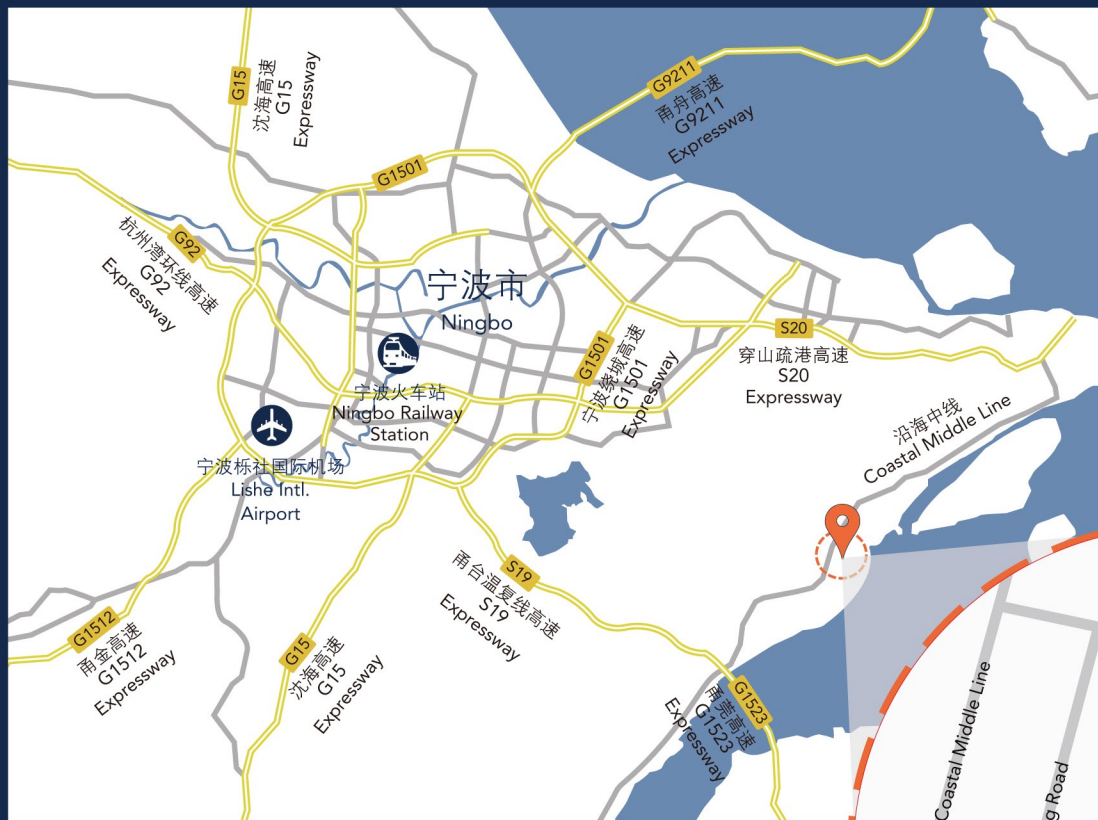 G15
沈海高速
G15
Expressway
G9211
甬舟高速
G9211
Expressway
G1501
G92
杭州湾环线高速
G92
Expressway
宁波市
Ningbo
宁波火车站
Ningbo Railway
Station
G1501
宁波绕城高速
G1501
Expressway
S20
穿山疏港高速
S20
Expressway
沿海中线
Coastal Middle Line
宁波栎社国际机场
Lishe Intl.
Airport
S19
甬台温复线高速
S19
Expressway
G1512
甬金高速
G1512
Expressway
G15
沈海高速
G15
Expressway
G1523
甬莞高速
G1523
Expressway
Coastal Middle Line
g Road